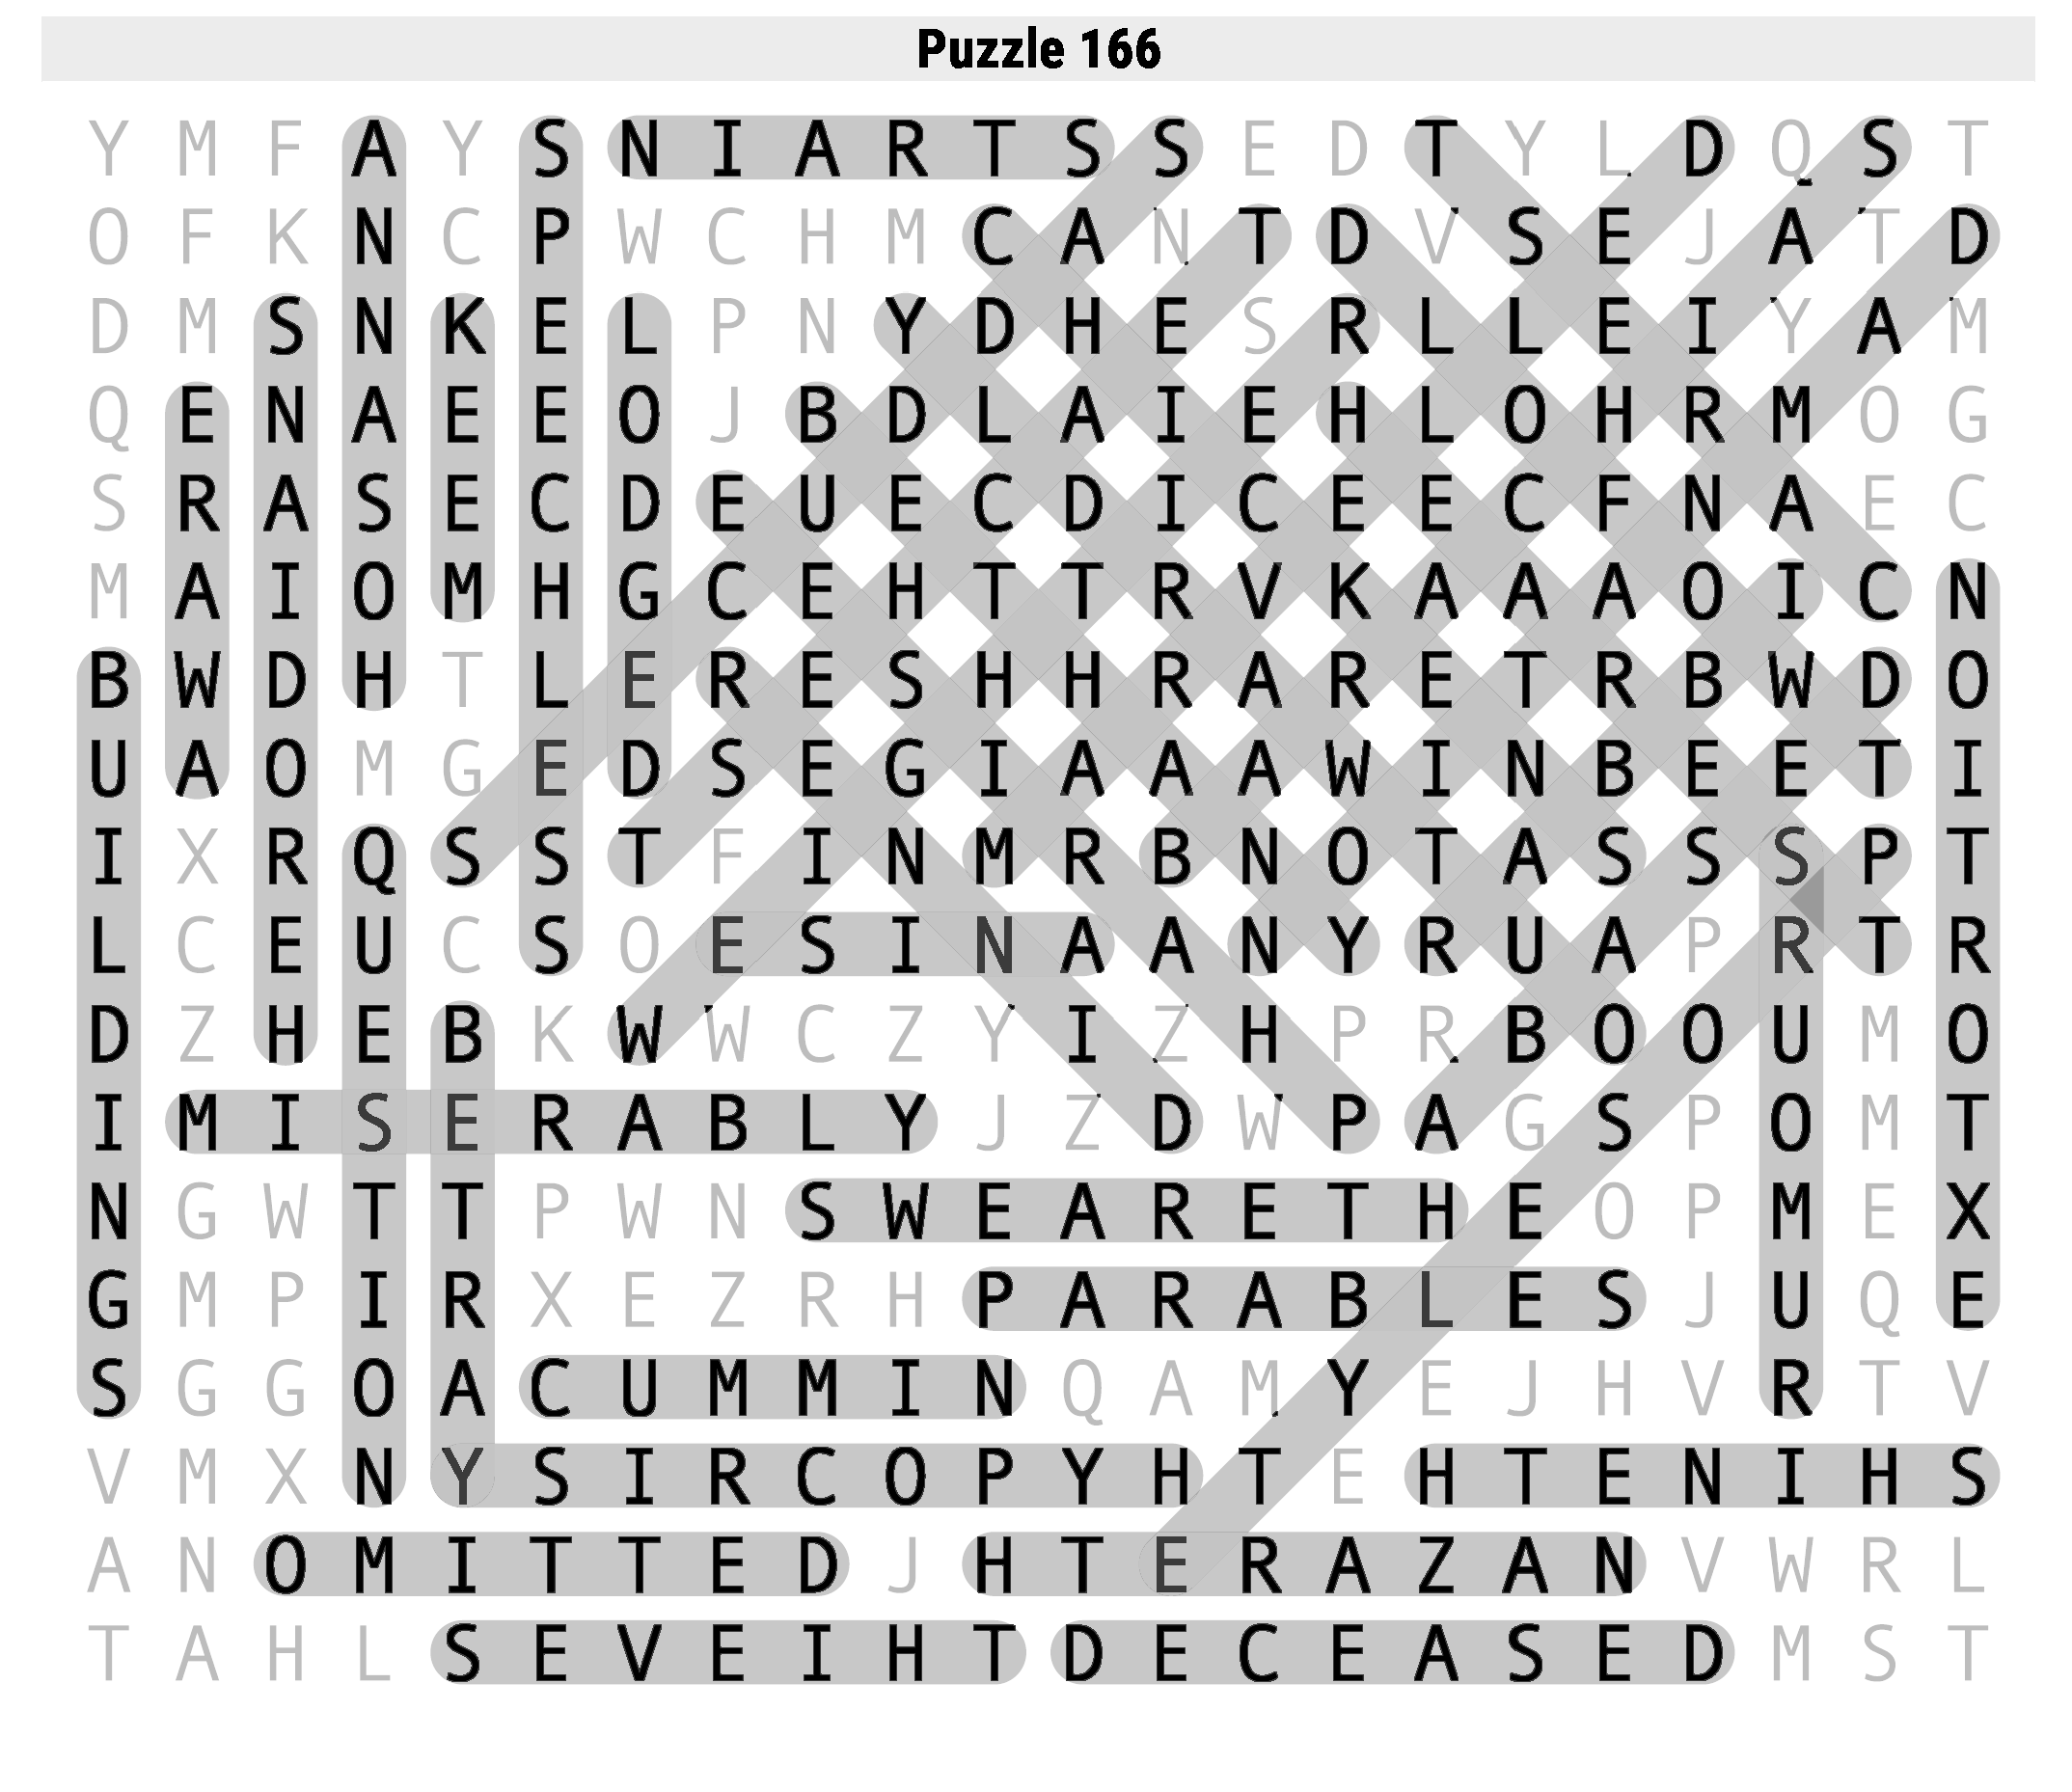 Puzzle 166
Y M F A Y S N I A R T S S E D T Y L D Q S T
O F K N C P W C H M C A N T D V S E J A T D
D M S N K E L P N Y D H E S R L L E I Y A M
Q E N A E E O J B D L A I E H L O H R M O G
S R A S E C D E U E C D I C E E C F N A E C
M A I O M H G C E H T T R V K A A A O I C N
B W D H T L E R E S H H R A R E T R B W D O
U A O M G E D S E G I A A A W I N B E E T I
I X R Q S S T F I N M R B N O T A S S S P T
L C E U C S O E S I N A A N Y R U A P R T R
D Z H E B K W W C Z Y I Z H P R B O O U M O
I M I S E R A B L Y J Z D W P A G S P O M T
N G W T T P W N S W E A R E T H E O P M E X
G M P I R X E Z R H P A R A B L E S J U Q E
S G G O A C U M M I N Q A M Y E J H V R T V
V M X N Y S I R C O P Y H T E H T E N I H S
A N O M I T T E D J H T E R A Z A N V W R L
T A H L S E V E I H T D E C E A S E D M S T